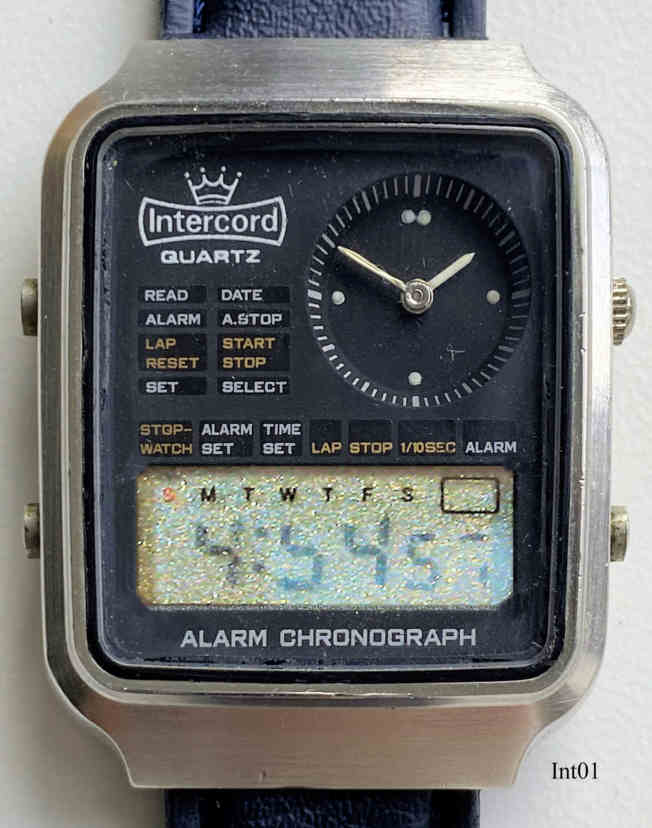 Intercord
QUARTZ
READ DATE
ALARM A.STOP
LAP START
RESET STOP
SET SELECT
STOP- ALARM TIME
WATCH SET SET LAP STOP 1/10SEC ALARM
S M T W T F S
4:54 51
ALARM CHRONOGRAPH
Int01